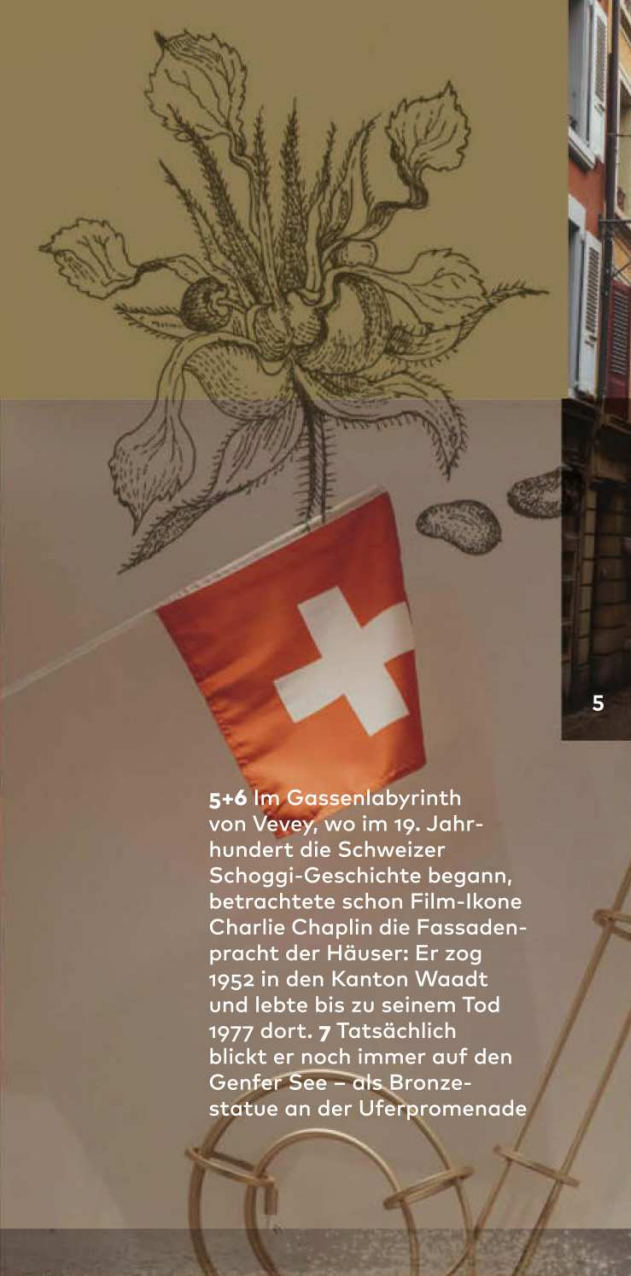 5
5+6 Im Gassenlabyrinth
von Vevey, wo im 19. Jahr-
hundert die Schweizer
Schoggi-Geschichte begann,
betrachtete schon Film-Ikone
Charlie Chaplin die Fassaden-
pracht der Häuser: Er zog
1952 in den Kanton Waadt
und lebte bis zu seinem Tod
1977 dort. 7 Tatsächlich
blickt er noch immer auf den
Genfer See – als Bronze-
statue an der Uferpromenade